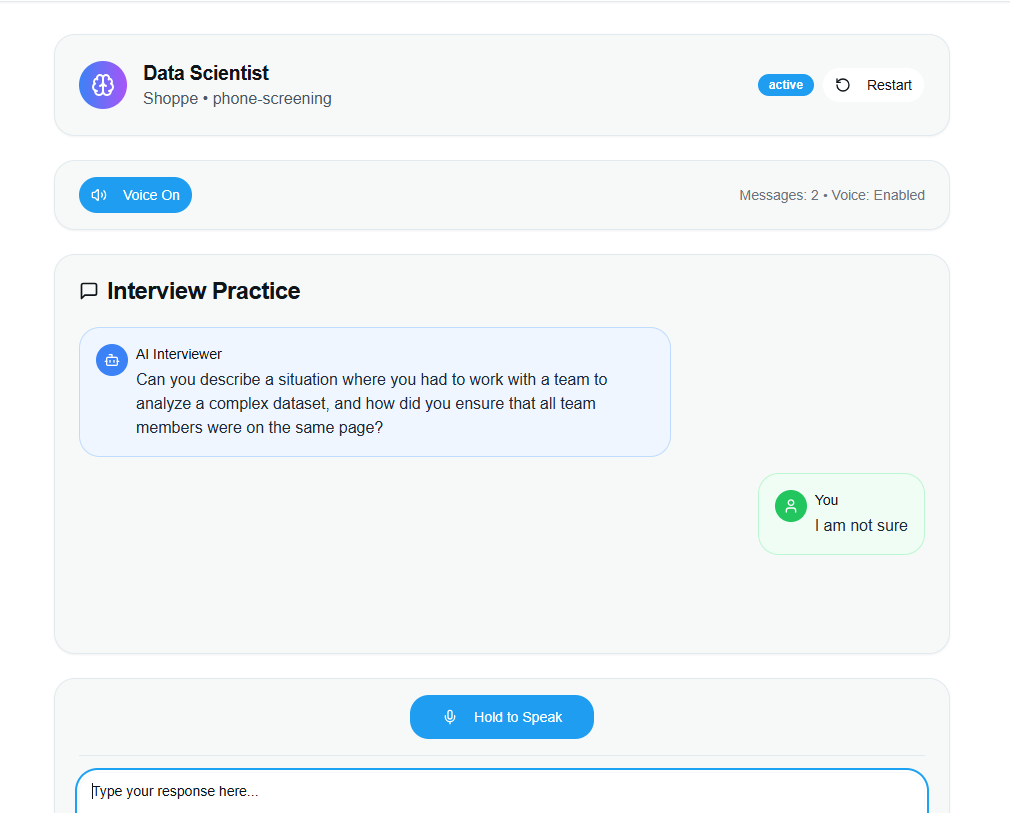 Data Scientist
Shoppe • phone-screening
active
Restart
Voice On
Messages: 2 • Voice: Enabled
Interview Practice
AI Interviewer
Can you describe a situation where you had to work with a team to
analyze a complex dataset, and how did you ensure that all team
members were on the same page?
You
I am not sure
Hold to Speak
Type your response here...